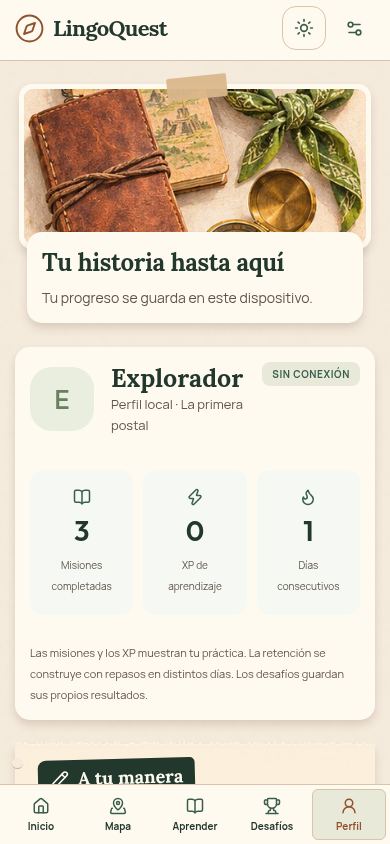 LingoQuest
Tu historia hasta aquí
Tu progreso se guarda en este dispositivo.
E
Explorador
SIN CONEXIÓN
Perfil local · La primera
postal
3
Misiones
completadas
0
XP de
aprendizaje
1
Días
consecutivos
Las misiones y los XP muestran tu práctica. La retención se
construye con repasos en distintos días. Los desafíos guardan
sus propios resultados.
A tu manera
Inicio
Mapa
Aprender
Desafíos
Perfil